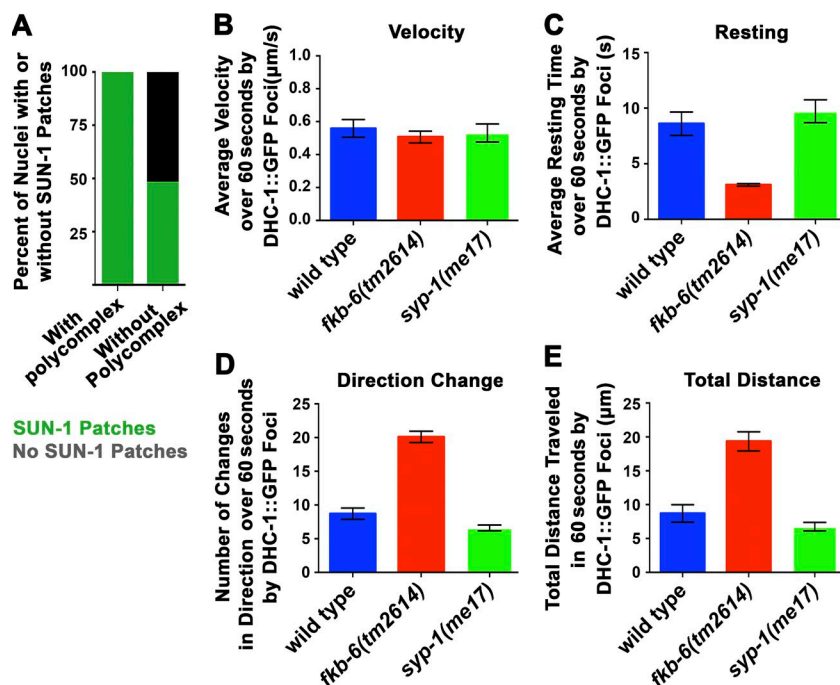 A
Percent of Nuclei with or
without SUN-1 Patches
100
75
50
25
With
polycomplex
Without
Polycomplex
SUN-1 Patches
No SUN-1 Patches
B
Velocity
Average Velocity
over 60 seconds by
DHC-1::GFP Foci(µm/s)
1.0
0.8
0.6
0.4
0.2
0.0
wild type
fkb-6(tm2614)
syp-1(me17)
C
Resting
Average Resting Time
over 60 seconds by
DHC-1::GFP Foci (s)
15
10
5
0
wild type
fkb-6(tm2614)
syp-1(me17)
D
Direction Change
Number of Changes
in Direction over 60 seconds
by DHC-1::GFP Foci
25
20
15
10
5
0
wild type
fkb-6(tm2614)
syp-1(me17)
E
Total Distance
Total Distance Traveled
in 60 seconds by
DHC-1::GFP Foci (µm)
25
20
15
10
5
0
wild type
fkb-6(tm2614)
syp-1(me17)